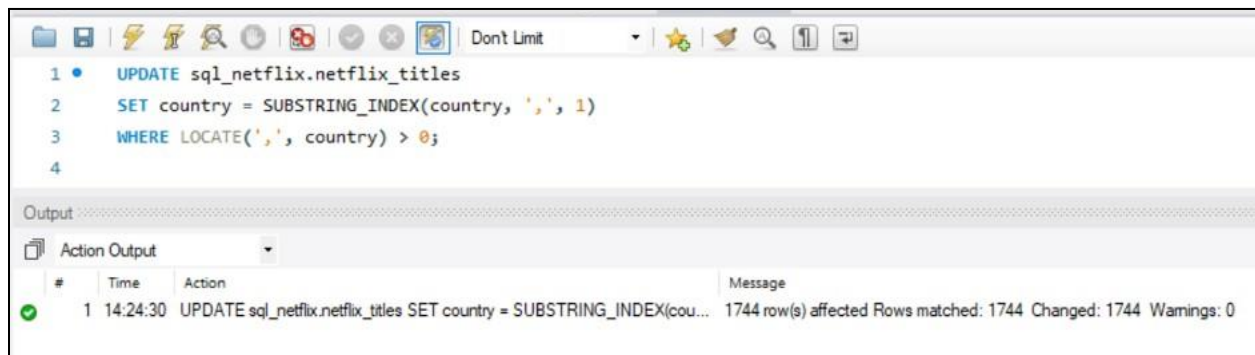 Don't Limit
1 UPDATE sql_netflix.netflix_titles
2 SET country = SUBSTRING_INDEX(country, ',', 1)
3 WHERE LOCATE(',', country) > 0;
4
Output
Action Output
# Time Action Message
1 14:24:30 UPDATE sql_netflix.netflix_titles SET country = SUBSTRING_INDEX(cou... 1744 row(s) affected Rows matched: 1744 Changed: 1744 Warnings: 0